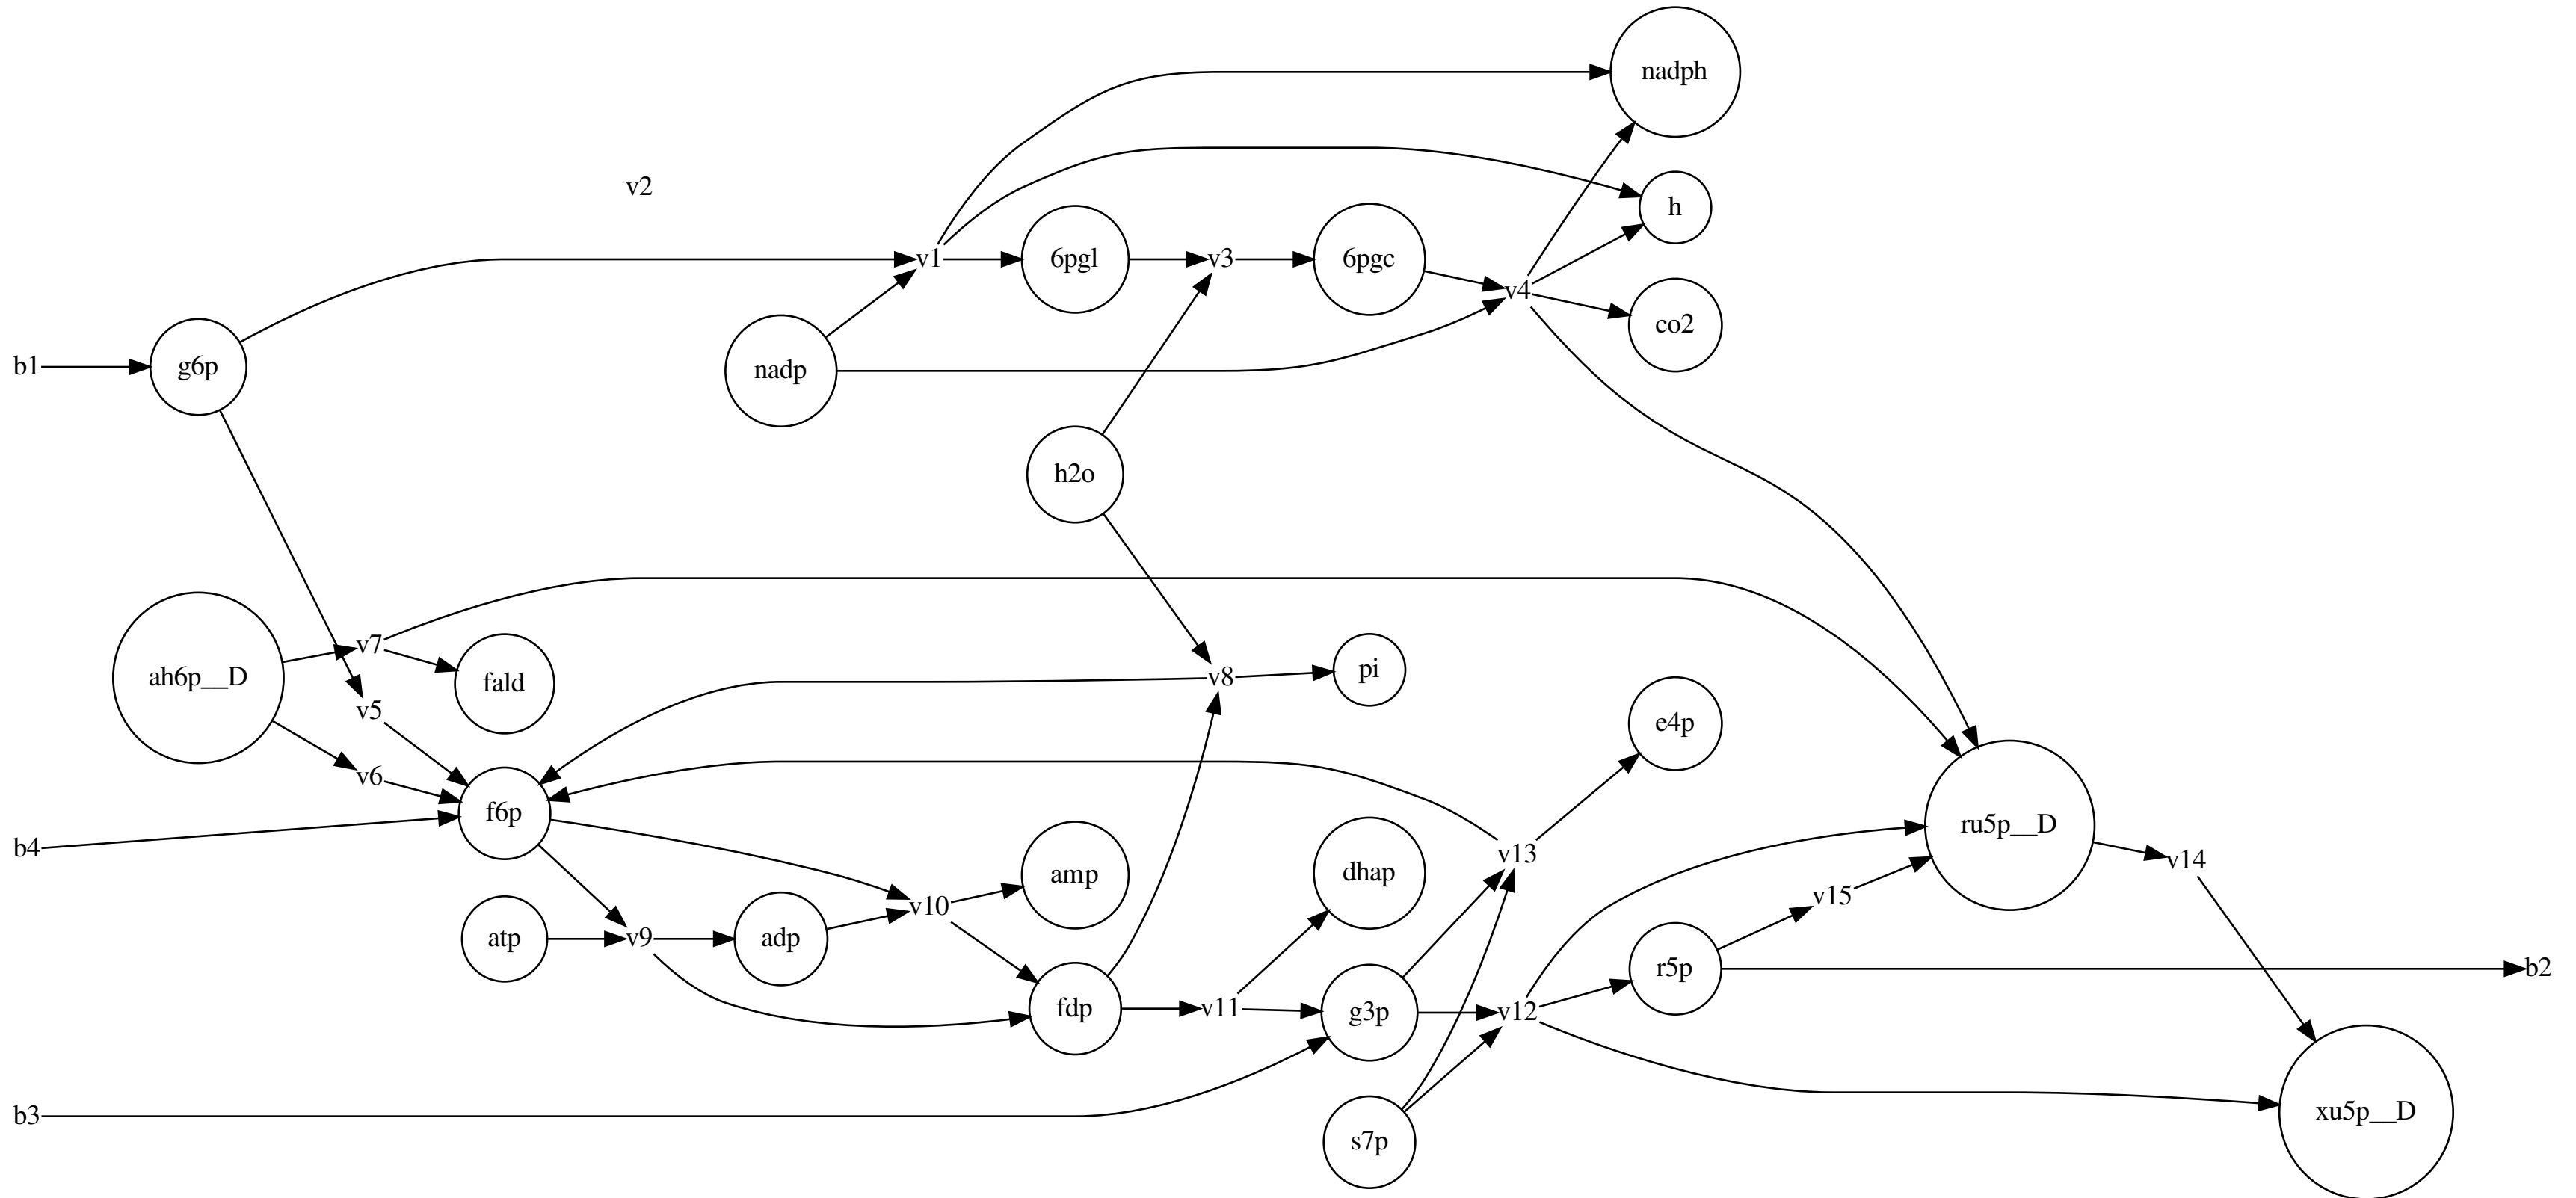 nadph
v2
h
v1
6pgl
v3
6pgc
v4
co2
b1
g6p
nadp
h2o
v7
ah6p__D
fald
v8
pi
v5
e4p
v6
f6p
ru5p__D
b4
v13
v14
amp
dhap
v15
v10
atp
v9
adp
r5p
b2
fdp
v11
g3p
v12
b3
xu5p__D
s7p